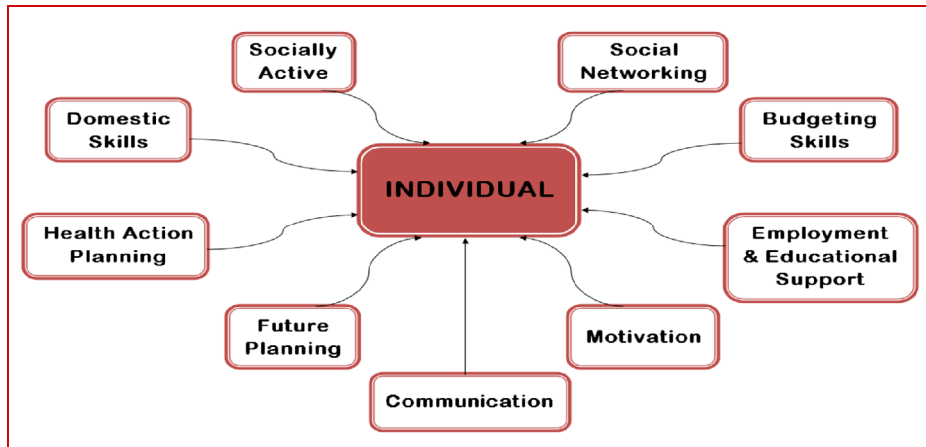 Socially
Active
Social
Networking
Domestic
Skills
Budgeting
Skills
INDIVIDUAL
Health Action
Planning
Employment
& Educational
Support
Future
Planning
Motivation
Communication